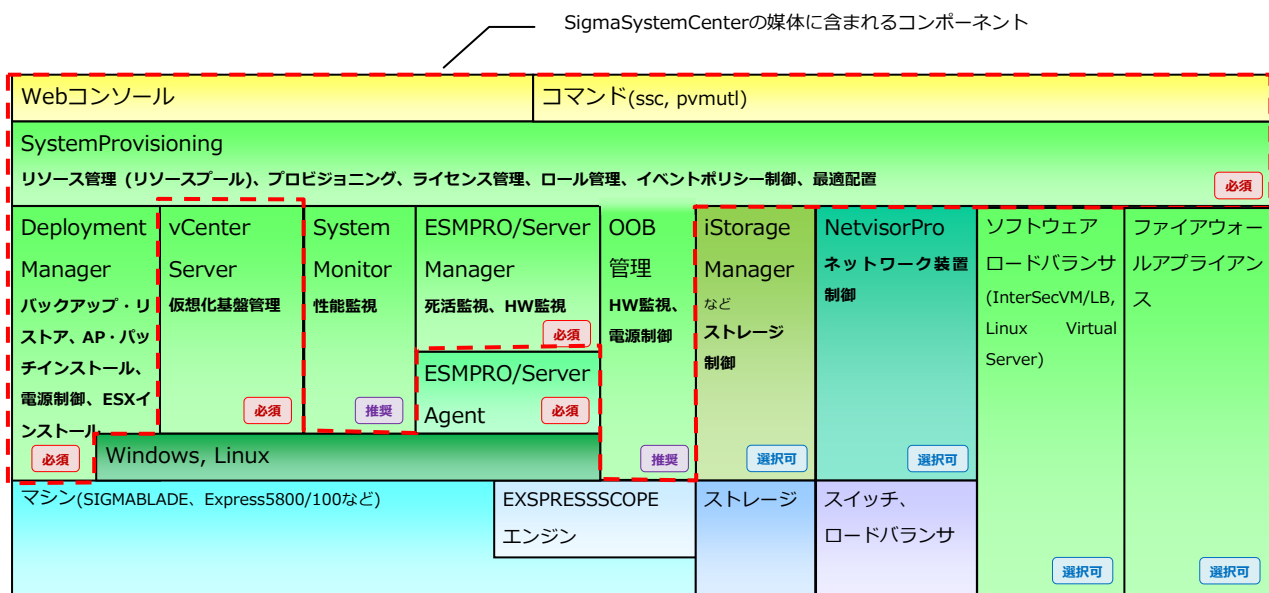 SigmaSystemCenterの媒体に含まれるコンポーネント
Webコンソール
コマンド(ssc, pvmutl)
SystemProvisioning
リソース管理 (リソースプール)、プロビジョニング、ライセンス管理、ロール管理、イベントポリシー制御、最適配置
必須
Deployment
Manager
バックアップ・リ
ストア、AP・パッ
チインストール、
電源制御、ESXイ
ンストール
必須
vCenter
Server
仮想化基盤管理
必須
System
Monitor
性能監視
推奨
ESMPRO/Server
Manager
死活監視、HW監視
必須
ESMPRO/Server
Agent
必須
Windows, Linux
OOB
管理
HW監視、
電源制御
推奨
iStorage
Manager
など
ストレージ
制御
選択可
NetvisorPro
ネットワーク装置
制御
選択可
ソフトウェア
ロードバランサ
(InterSecVM/LB,
Linux Virtual
Server)
選択可
ファイアウォー
ルアプライアン
ス
選択可
マシン(SIGMABLADE、Express5800/100など)
EXSPRESSSCOPE
エンジン
ストレージ
スイッチ、
ロードバランサ